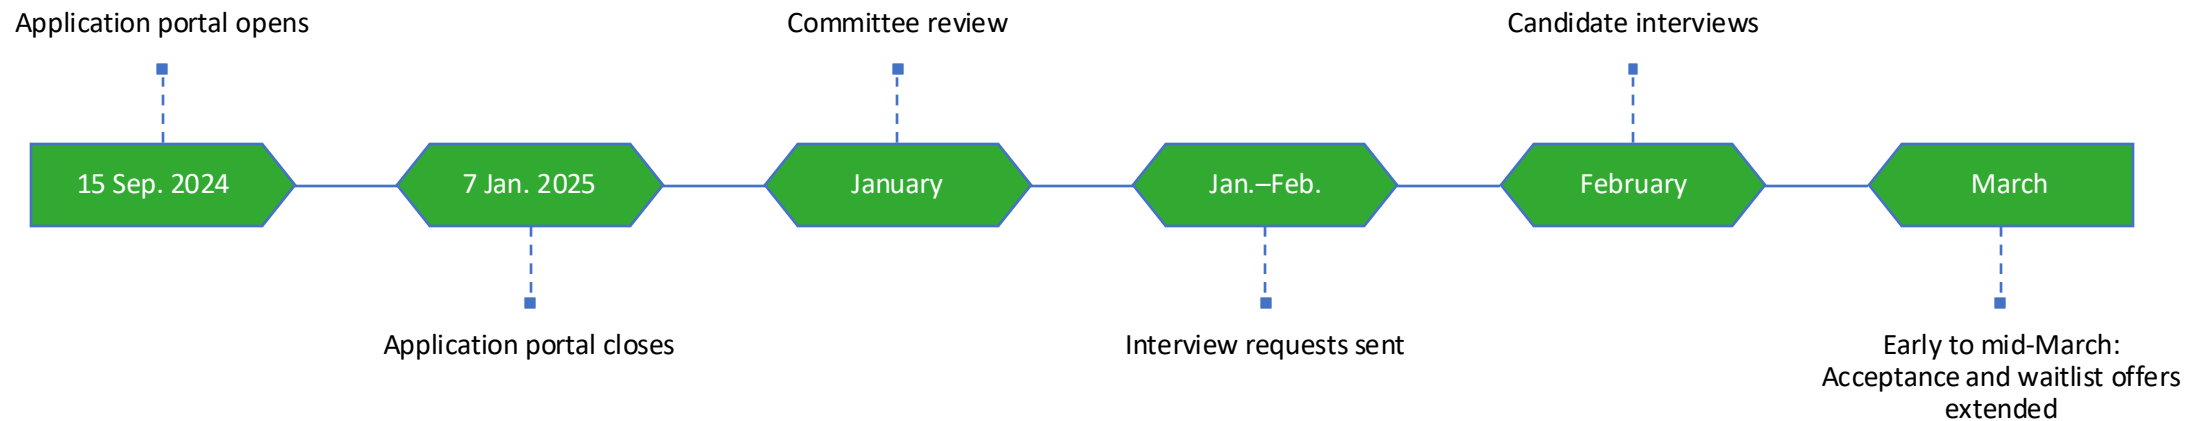 Application portal opens
Committee review
Candidate interviews
15 Sep. 2024
7 Jan. 2025
January
Jan.–Feb.
February
March
Application portal closes
Interview requests sent
Early to mid-March:
Acceptance and waitlist offers
extended